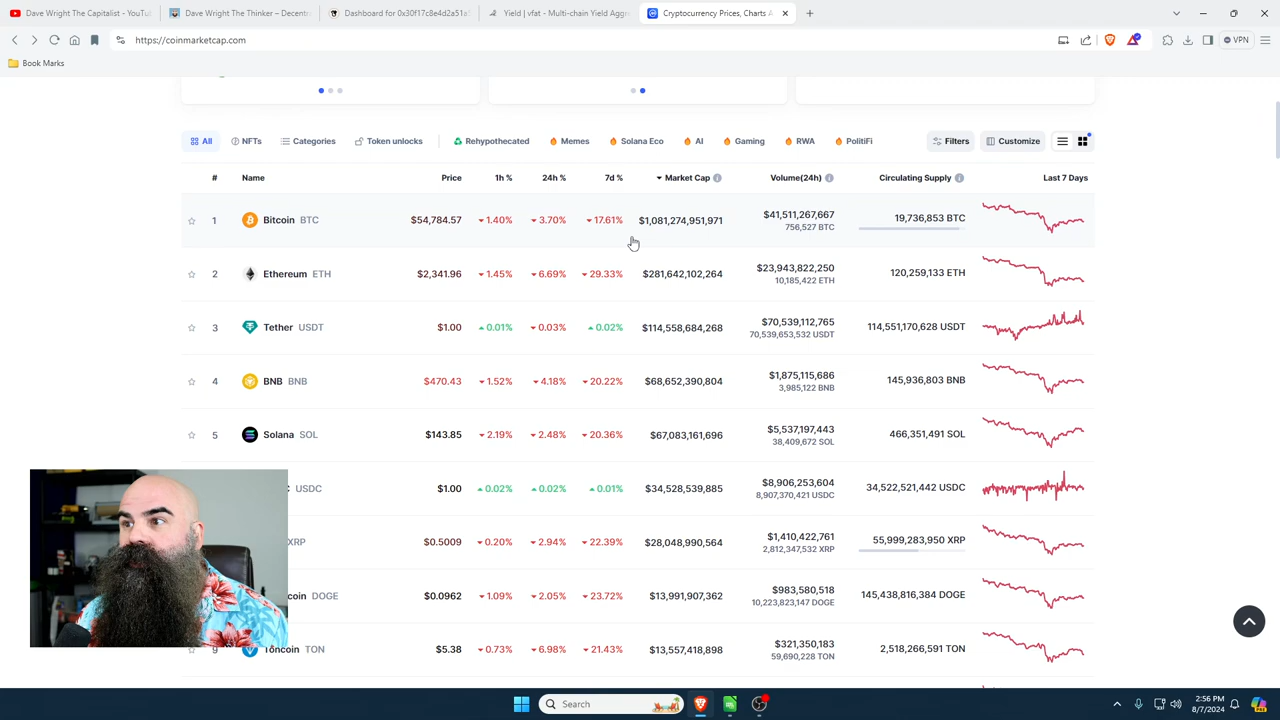 Dave Wright The Capitalist - YouT
Dave Wright The Thinker – Decentr
Dashboard for 0x30f17c8e4d2a51a
Yield | vfat - Multi-chain Yield Aggr
Cryptocurrency Prices, Charts A
https://coinmarketcap.com
VPN
Book Marks
All
NFTs
Categories
Token unlocks
Rehypothecated
Memes
Solana Eco
AI
Gaming
RWA
PolitiFi
Filters
Customize
# Name Price 1h % 24h % 7d % Market Cap Volume(24h) Circulating Supply Last 7 Days
1 Bitcoin BTC $54,784.57 1.40% 3.70% 17.61% $1,081,274,951,971 $41,511,267,667 19,736,853 BTC
756,527 BTC
2 Ethereum ETH $2,341.96 1.45% 6.69% 29.33% $281,642,102,264 $23,943,822,250 120,259,133 ETH
10,185,422 ETH
3 Tether USDT $1.00 0.01% 0.03% 0.02% $114,558,684,268 $70,539,112,765 114,551,170,628 USDT
70,539,653,532 USDT
4 BNB BNB $470.43 1.52% 4.18% 20.22% $68,652,390,804 $1,875,115,686 145,936,803 BNB
3,985,122 BNB
5 Solana SOL $143.85 2.19% 2.48% 20.36% $67,083,161,696 $5,537,197,443 466,351,491 SOL
38,409,672 SOL
USDC $1.00 0.02% 0.02% 0.01% $34,528,539,885 $8,906,253,604 34,522,521,442 USDC
8,907,370,421 USDC
XRP $0.5009 0.20% 2.94% 22.39% $28,048,990,564 $1,410,422,761 55,999,283,950 XRP
2,812,347,532 XRP
coin DOGE $0.0962 1.09% 2.05% 23.72% $13,991,907,362 $983,580,518 145,438,816,384 DOGE
10,223,823,147 DOGE
9 Toncoin TON $5.38 0.73% 6.98% 21.43% $13,557,418,898 $321,350,183 2,518,266,591 TON
59,690,228 TON
Search
2:56 PM
8/7/2024